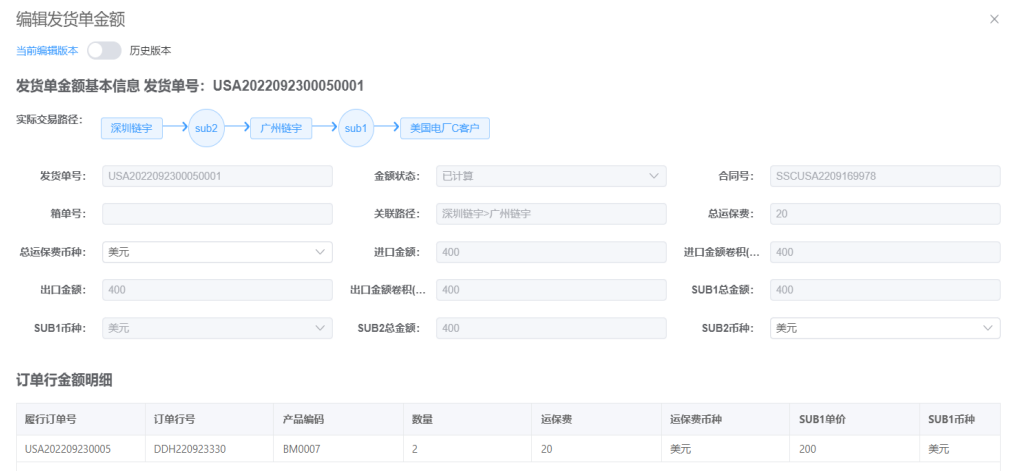 编辑发货单金额
当前编辑版本 历史版本
发货单金额基本信息 发货单号：USA2022092300050001
实际交易路径：
深圳链宇 sub2 广州链宇 sub1 美国电厂C客户
发货单号： USA2022092300050001 金额状态： 已计算 合同号： SSCUSA2209169978
箱单号： 关联路径： 深圳链宇>广州链宇 总运保费： 20
总运保费币种： 美元 进口金额： 400 进口金额卷积(... 400
出口金额： 400 出口金额卷积(... 400 SUB1总金额： 400
SUB1币种： 美元 SUB2总金额： 400 SUB2币种： 美元
订单行金额明细
履行订单号 订单行号 产品编码 数量 运保费 运保费币种 SUB1单价 SUB1币种
USA202209230005 DDH220923330 BM0007 2 20 美元 200 美元